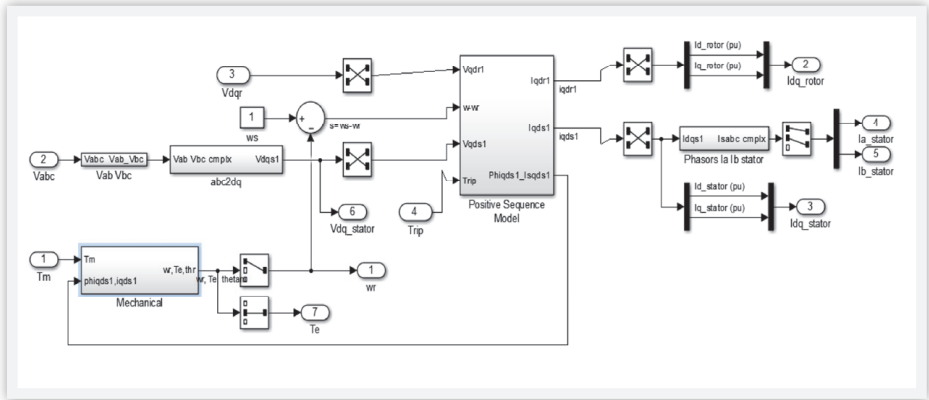 3
Vdqr
1
ws
s=ws-wr
2
Vabc
Vabc Vab_Vbc
Vab Vbc
Vab Vbc cmplx Vdqs1
abc2dq
6
Vdq_stator
4
Trip
Vqdr1
w-wr
Vqds1
Trip
Iqdr1
Iqds1
Phiqds1_Isqds1
Positive Sequence
Model
iqdr1
iqds1
Id_rotor (pu)
Iq_rotor (pu)
2
Idq_rotor
Idqs1 Isabc cmplx
Phasors Ia Ib stator
4
Ia_stator
5
Ib_stator
Id_stator (pu)
Iq_stator (pu)
3
Idq_stator
1
Tm
Tm
phiqds1,iqds1
wr,Te,thr
Mechanical
wr, Te
1
wr
7
Te